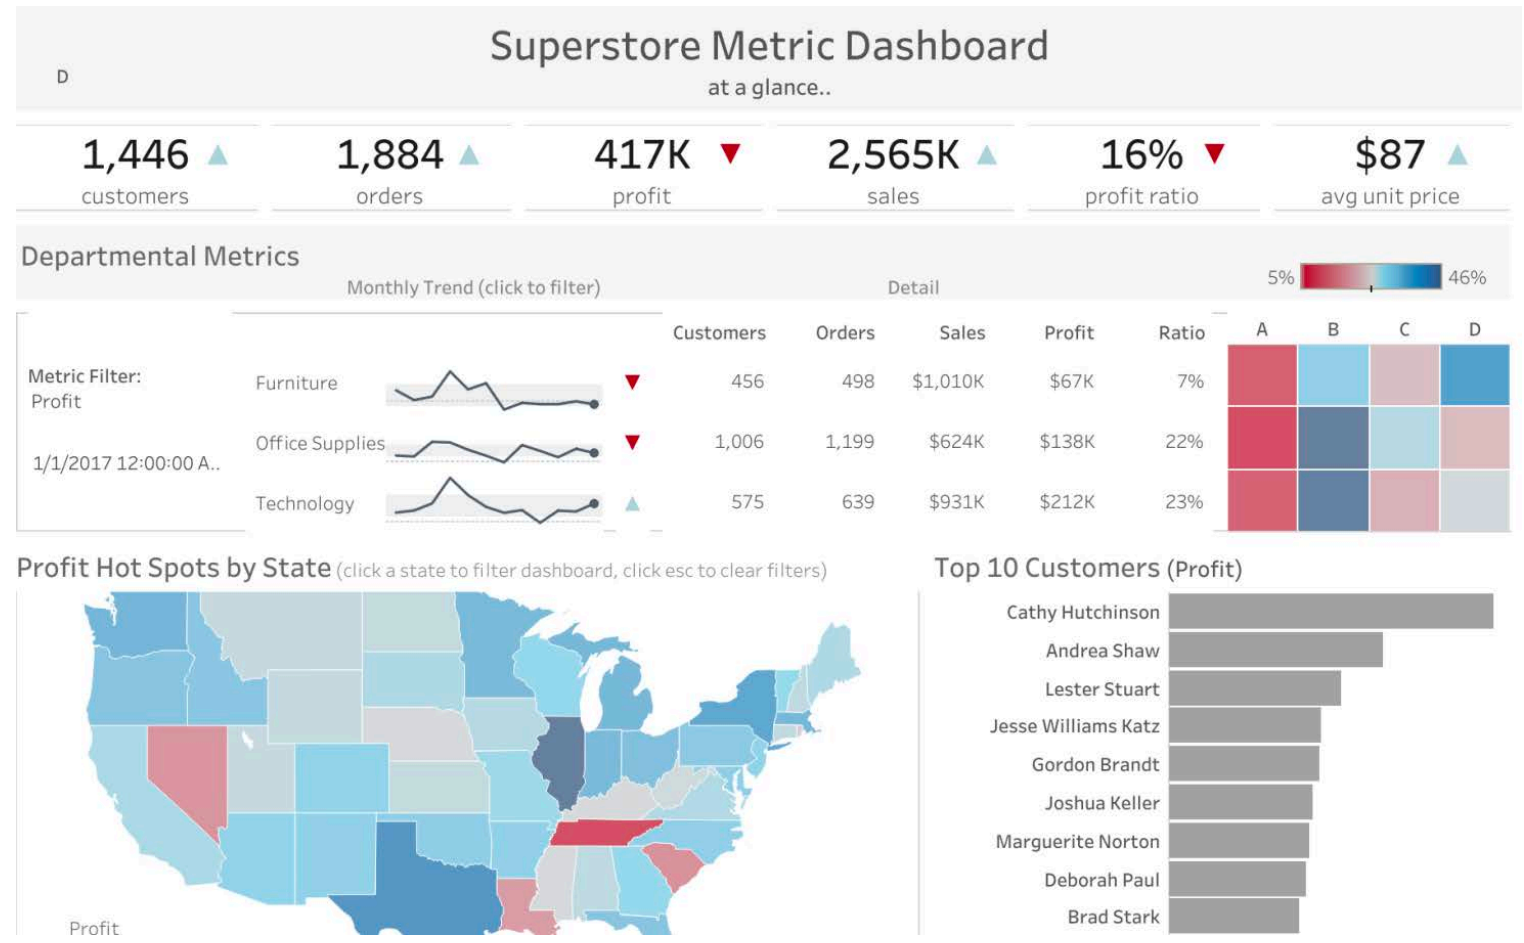 Superstore Metric Dashboard
D
at a glance..
1,446
customers
1,884
orders
417K
profit
2,565K
sales
16%
profit ratio
$87
avg unit price
Departmental Metrics
Monthly Trend (click to filter)
Detail
5% 46%
Customers Orders Sales Profit Ratio A B C D
Metric Filter:
Profit
1/1/2017 12:00:00 A..
Furniture 456 498 $1,010K $67K 7%
Office Supplies 1,006 1,199 $624K $138K 22%
Technology 575 639 $931K $212K 23%
Profit Hot Spots by State (click a state to filter dashboard, click esc to clear filters)
Profit
Top 10 Customers (Profit)
Cathy Hutchinson
Andrea Shaw
Lester Stuart
Jesse Williams Katz
Gordon Brandt
Joshua Keller
Marguerite Norton
Deborah Paul
Brad Stark